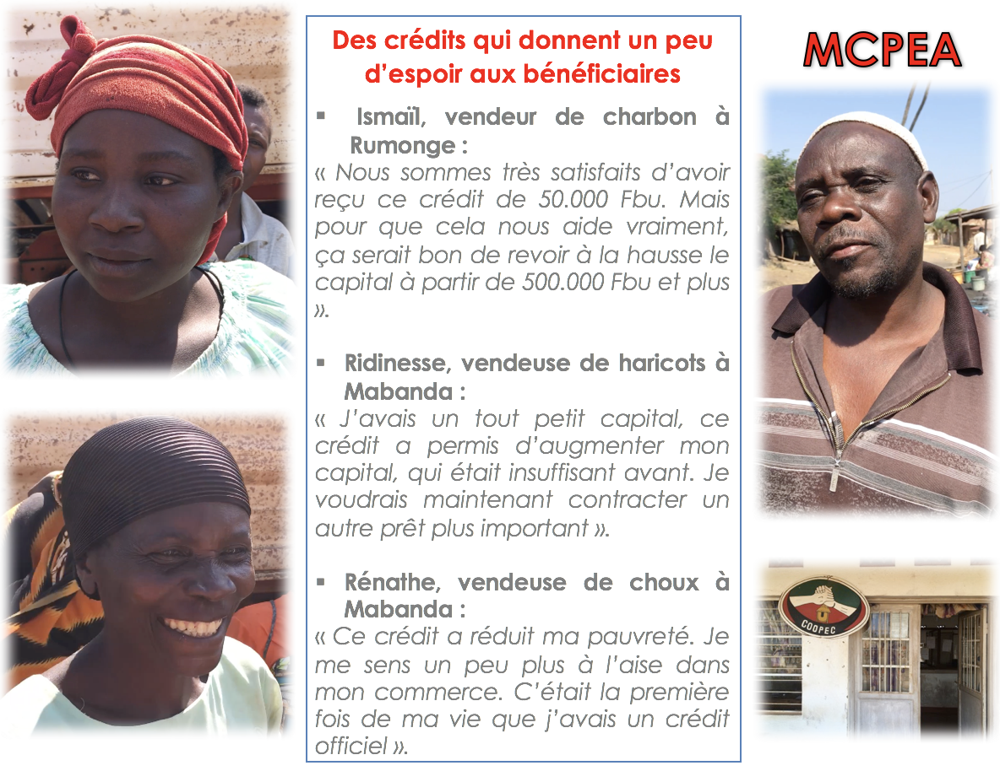 Des crédits qui donnent un peu
d’espoir aux bénéficiaires
▪ Ismaïl, vendeur de charbon à
Rumonge :
« Nous sommes très satisfaits d’avoir
reçu ce crédit de 50.000 Fbu. Mais
pour que cela nous aide vraiment,
ça serait bon de revoir à la hausse le
capital à partir de 500.000 Fbu et plus
».
▪ Ridinesse, vendeuse de haricots à
Mabanda :
« J’avais un tout petit capital, ce
crédit a permis d’augmenter mon
capital, qui était insuffisant avant. Je
voudrais maintenant contracter un
autre prêt plus important ».
▪ Rénathe, vendeuse de choux à
Mabanda :
« Ce crédit a réduit ma pauvreté. Je
me sens un peu plus à l’aise dans
mon commerce. C’était la première
fois de ma vie que j’avais un crédit
officiel ».
MCPEA
COOPEC